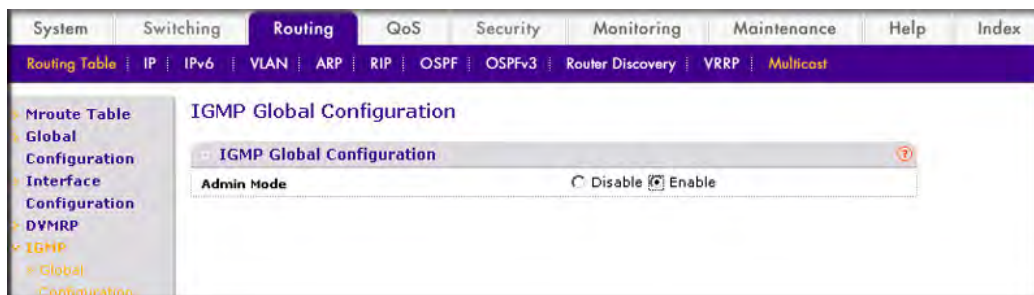 System Switching Routing QoS Security Monitoring Maintenance Help Index
Routing Table IP IPv6 VLAN ARP RIP OSPF OSPFv3 Router Discovery VRRP Multicast
Mroute Table
Global
Configuration
Interface
Configuration
DVMRP
IGMP
Global
Configuration
IGMP Global Configuration
IGMP Global Configuration ?
Admin Mode Disable Enable